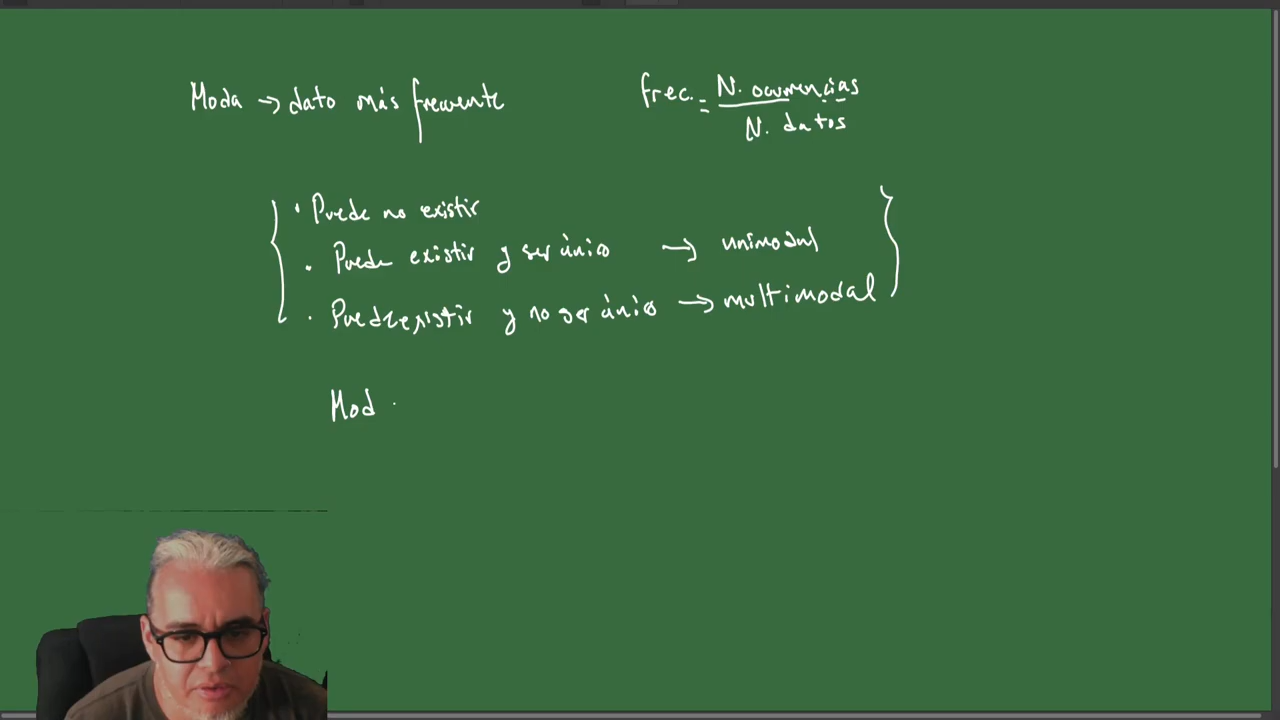 Moda → dato más frecuente
frec. = N. ocurrencias / N. datos
· Puede no existir
· Puede existir y ser único → unimodal
· Puede existir y no ser único → multimodal
Mod